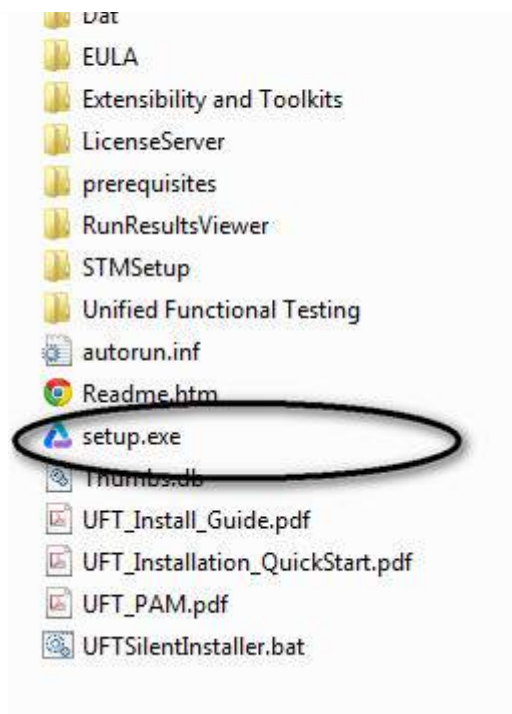 Dat
EULA
Extensibility and Toolkits
LicenseServer
prerequisites
RunResultsViewer
STMSetup
Unified Functional Testing
autorun.inf
Readme.htm
setup.exe
Thumbs.db
UFT_Install_Guide.pdf
UFT_Installation_QuickStart.pdf
UFT_PAM.pdf
UFTSilentInstaller.bat